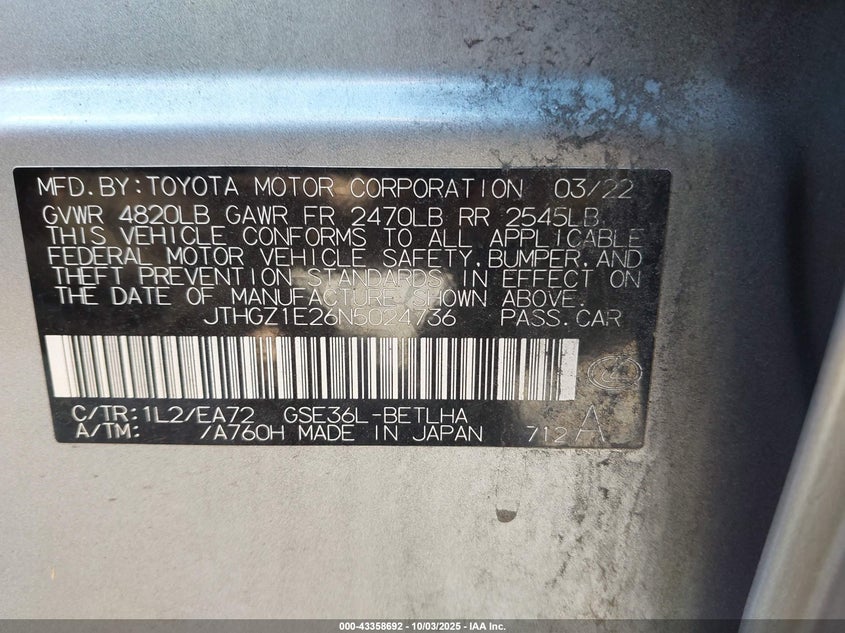 MFD. BY: TOYOTA MOTOR CORPORATION 03/22
GVWR 4820LB GAWR FR 2470LB RR 2545LB
THIS VEHICLE CONFORMS TO ALL APPLICABLE
FEDERAL MOTOR VEHICLE SAFETY, BUMPER, AND
THEFT PREVENTION STANDARDS IN EFFECT ON
THE DATE OF MANUFACTURE SHOWN ABOVE.
JTHGZ1E26N5024736 PASS. CAR
C/TR: 1L2/EA72 GSE36L-BETLHA
A/TM: /A760H MADE IN JAPAN 712 A
000-43358692 - 10/03/2025 - IAA Inc.